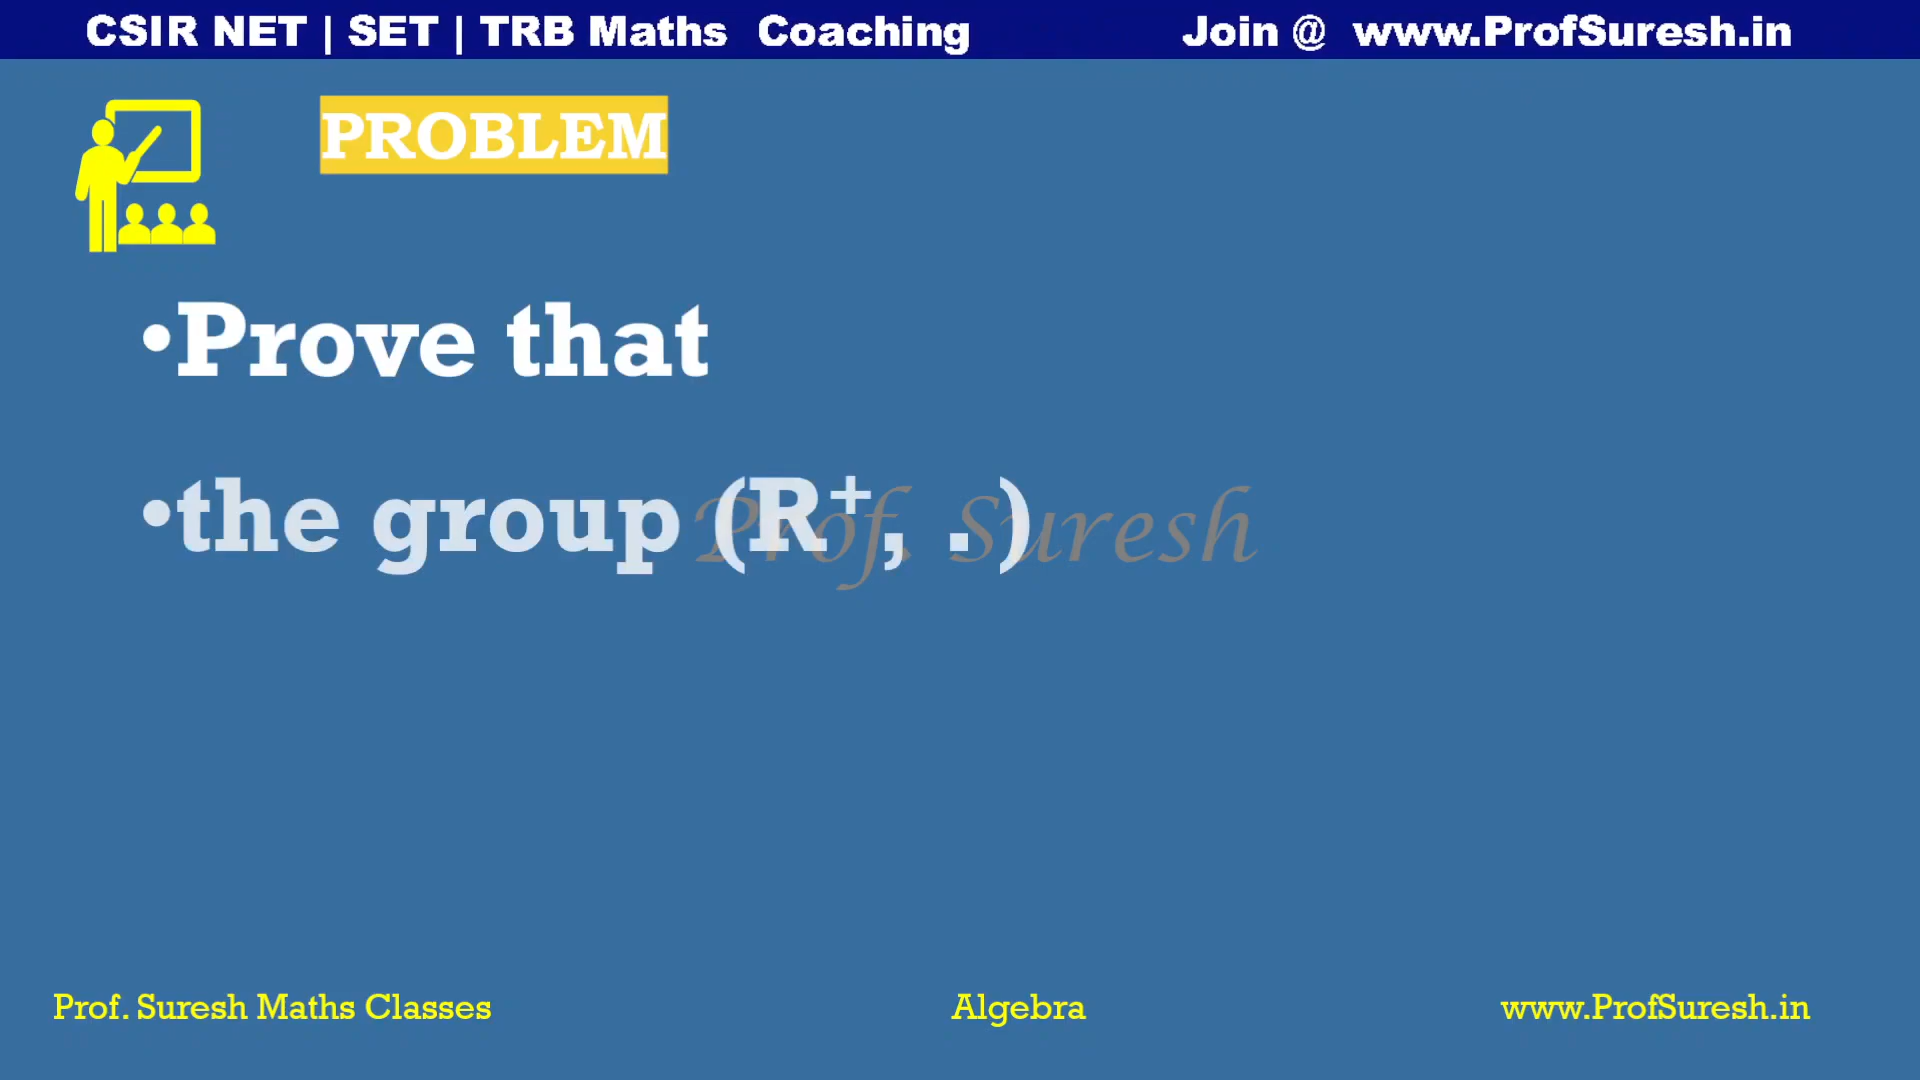 CSIR NET | SET | TRB Maths Coaching Join @ www.ProfSuresh.in
PROBLEM
•Prove that
•the group (R⁺, . )
Prof. Suresh
Prof. Suresh Maths Classes Algebra www.ProfSuresh.in